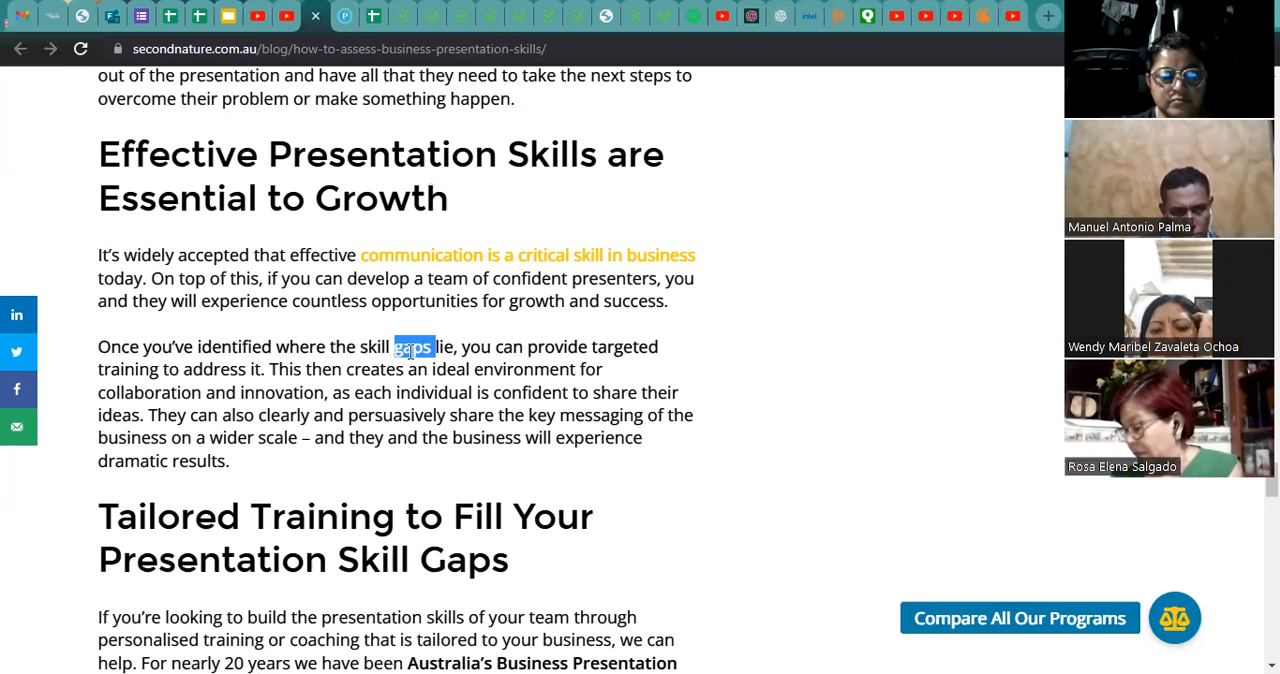 intel
secondnature.com.au/blog/how-to-assess-business-presentation-skills/
out of the presentation and have all that they need to take the next steps to
overcome their problem or make something happen.
Effective Presentation Skills are
Essential to Growth
It's widely accepted that effective communication is a critical skill in business
today. On top of this, if you can develop a team of confident presenters, you
and they will experience countless opportunities for growth and success.
Once you've identified where the skill gaps lie, you can provide targeted
training to address it. This then creates an ideal environment for
collaboration and innovation, as each individual is confident to share their
ideas. They can also clearly and persuasively share the key messaging of the
business on a wider scale – and they and the business will experience
dramatic results.
Tailored Training to Fill Your
Presentation Skill Gaps
If you're looking to build the presentation skills of your team through
personalised training or coaching that is tailored to your business, we can
help. For nearly 20 years we have been Australia's Business Presentation
in
f
Compare All Our Programs
Manuel Antonio Palma
Wendy Maribel Zavaleta Ochoa
Rosa Elena Salgado